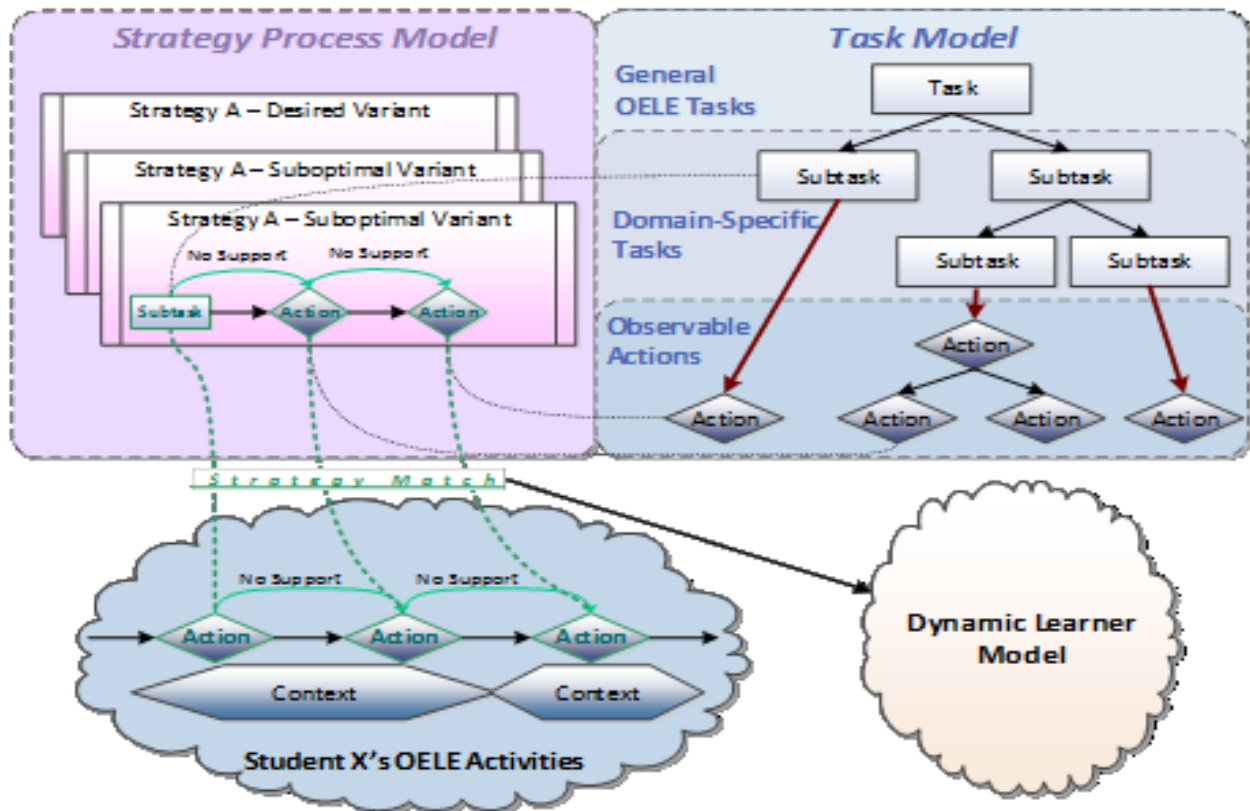 Strategy Process Model
Task Model
General
OELE Tasks
Task
Strategy A – Desired Variant
Strategy A – Suboptimal Variant
Strategy A – Suboptimal Variant
Subtask
Subtask
Domain-Specific
Tasks
No Support
No Support
Subtask
Subtask
Subtask
Action
Action
Observable
Actions
Action
Action
Action
Action
Action
Strategy Match
No Support
No Support
Action
Action
Action
Context
Context
Student X's OELE Activities
Dynamic Learner
Model